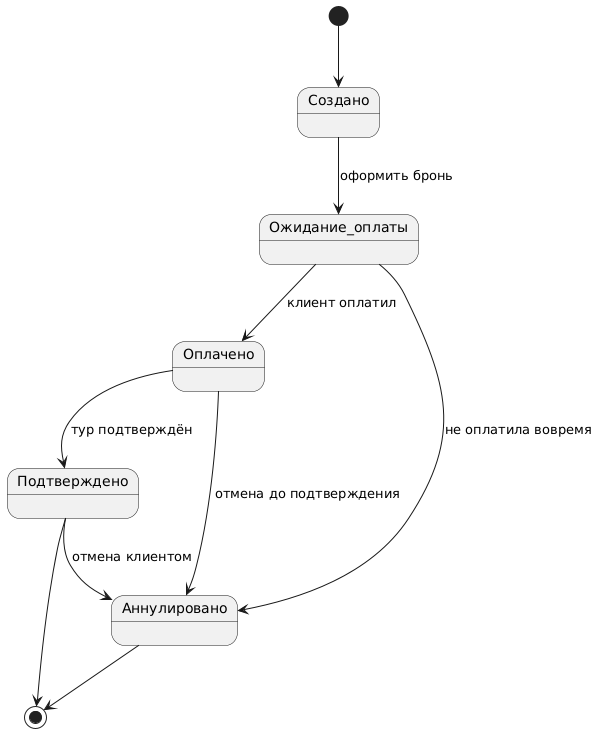 Создано
оформить бронь
Ожидание_оплаты
клиент оплатил
Оплачено
тур подтверждён
не оплатила вовремя
Подтверждено
отмена до подтверждения
отмена клиентом
Аннулировано